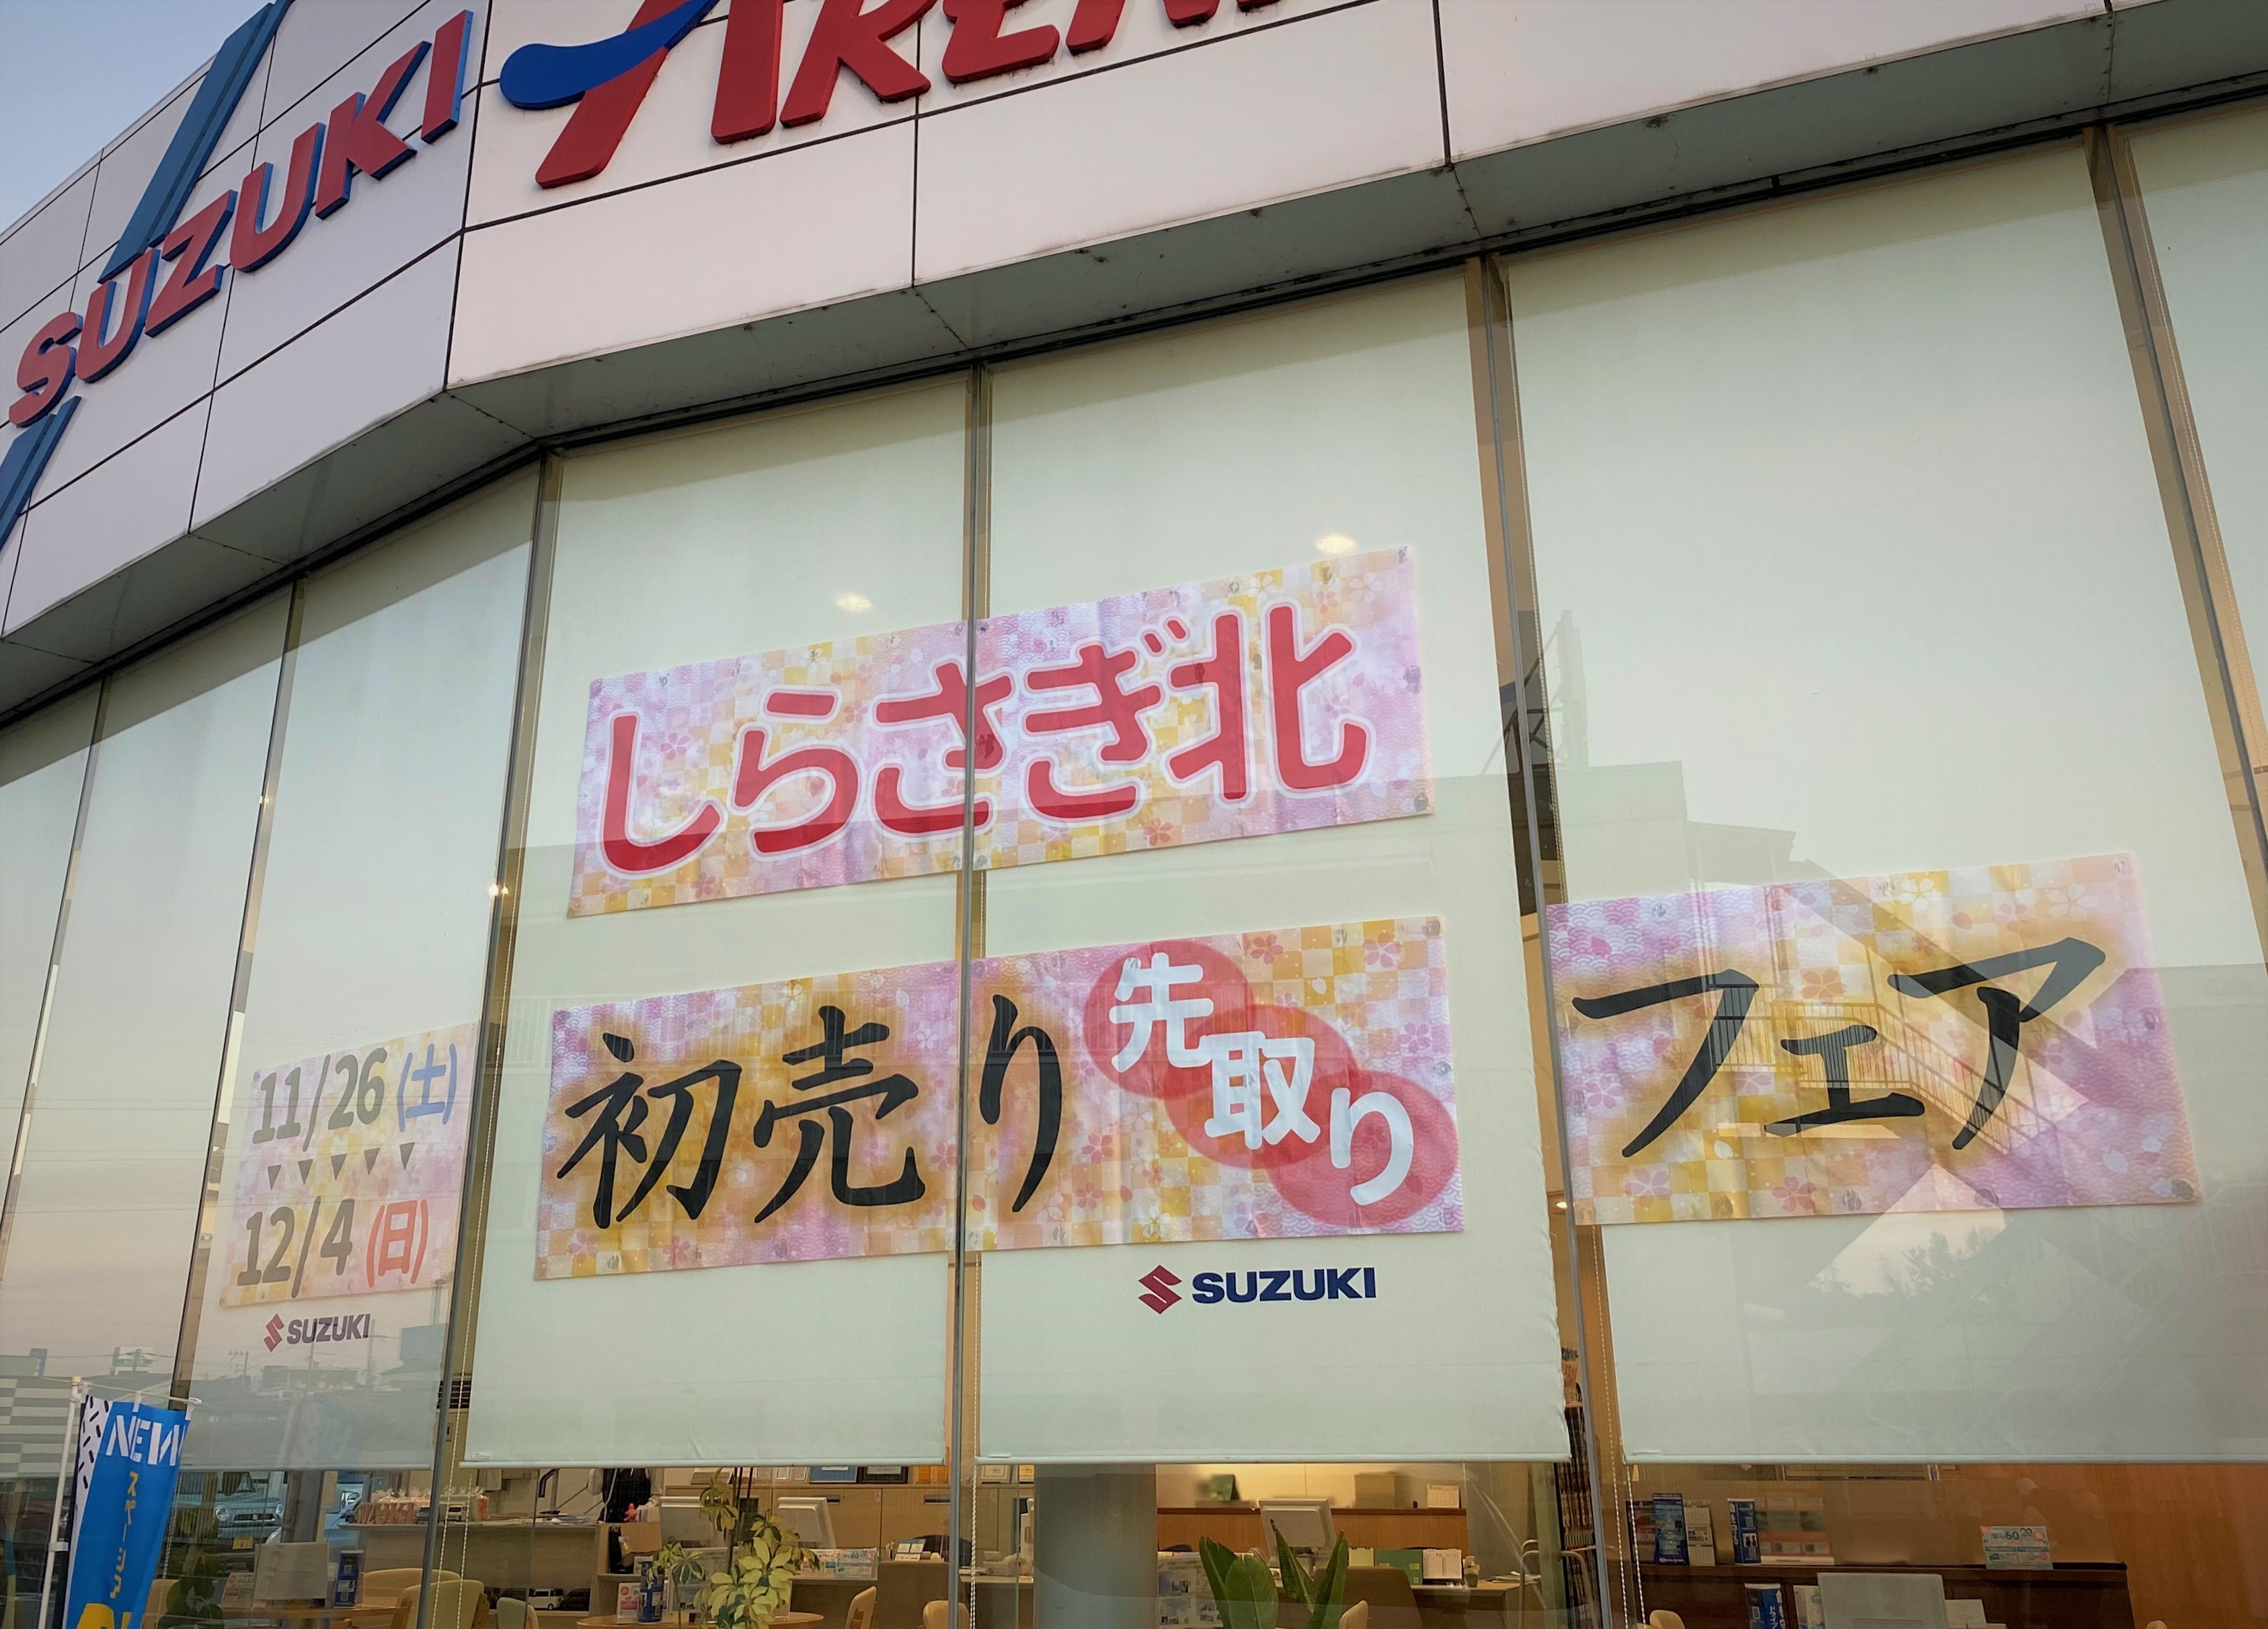 SUZUKI
ARENA
しらさぎ北
初売り先取りフェア
11/26(土)
12/4(日)
SUZUKI
SUZUKI
NEW